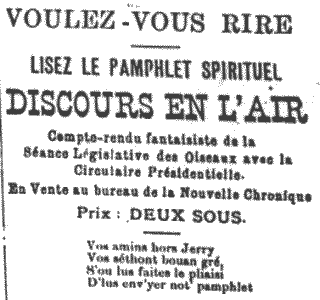 VOULEZ-VOUS RIRE
LISEZ LE PAMPHLET SPIRITUEL
DISCOURS EN L'AIR
Compte-rendu fantaisiste de la
Séance Législative des Oiseaux avec la
Circulaire Présidentielle.
En Vente au bureau de la Nouvelle Chronique
Prix : DEUX SOUS.
Vos amins hors Jerry
Vos séthont bouan gré,
S'ou lus faites le plaisi
D'lus env'yer not' pamphlet